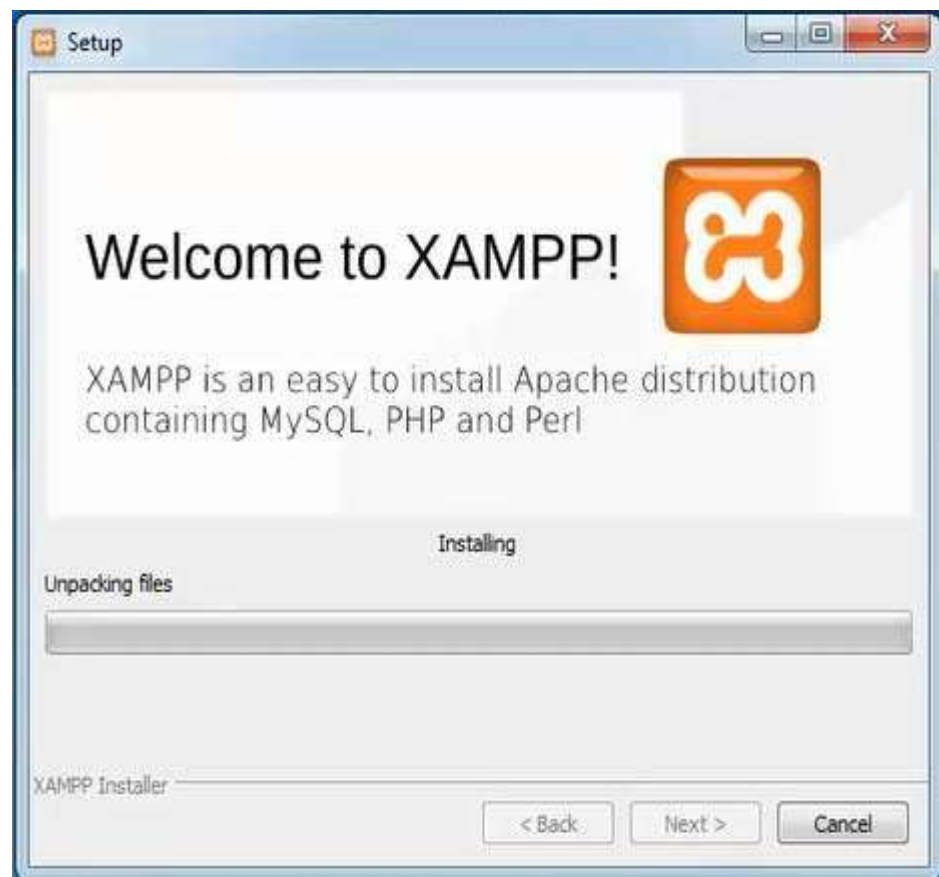 Setup
Welcome to XAMPP!
XAMPP is an easy to install Apache distribution
containing MySQL, PHP and Perl
Installing
Unpacking files
XAMPP Installer
< Back
Next >
Cancel